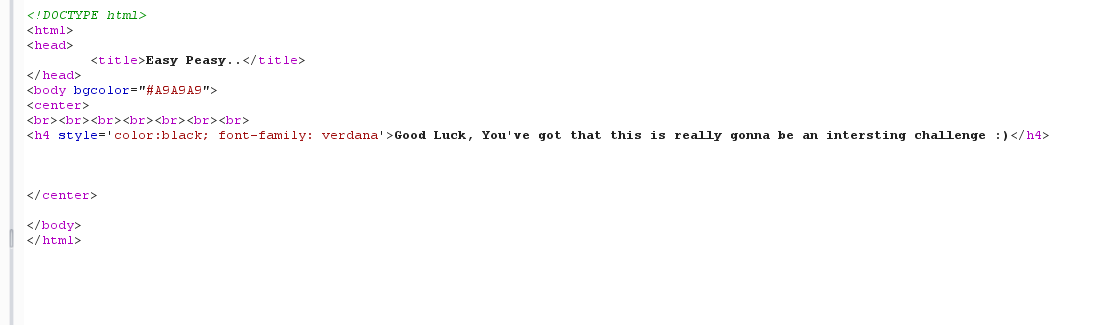 <!DOCTYPE html>
<html>
<head>
<title>Easy Peasy..</title>
</head>
<body bgcolor="#A9A9A9">
<center>
<br><br><br><br><br><br><br>
<h4 style='color:black; font-family: verdana'>Good Luck, You've got that this is really gonna be an intersting challenge :)</h4>
</center>
</body>
</html>